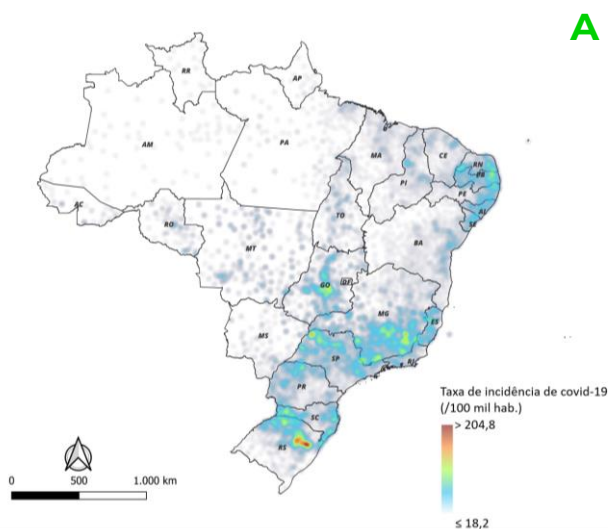 A
RR
AP
AM
PA
MA
CE
RN
PB
PE
AL
SE
PI
AC
RO
TO
BA
MT
GO
DF
MG
ES
MS
SP
RJ
PR
SC
RS
Taxa de incidência de covid-19
(/100 mil hab.)
> 204,8
≤ 18,2
0 500 1.000 km